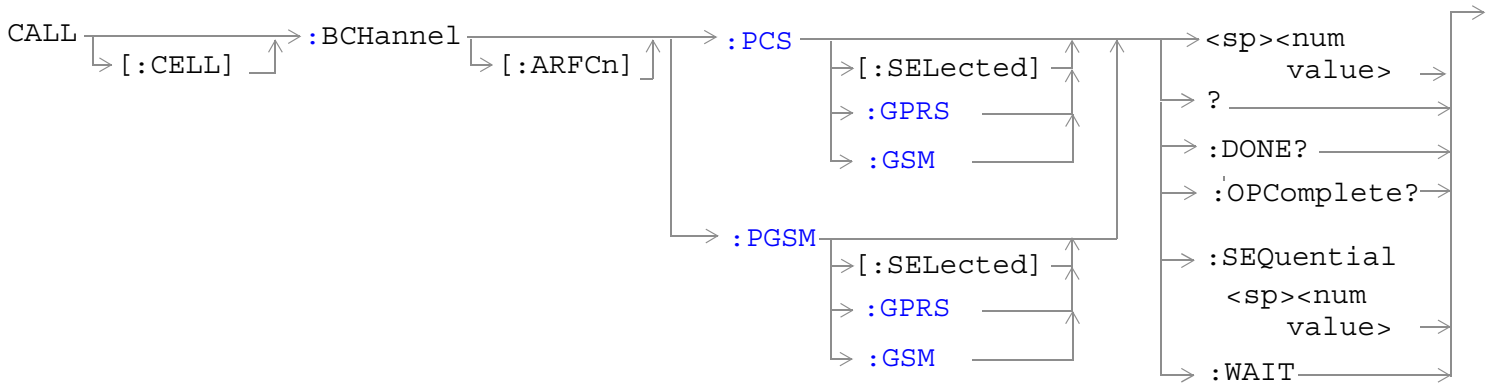 CALL :BCHannel :PCS <sp><num
[:CELL] [:ARFCn] [:SELected] value>
:GPRS ?
:GSM :DONE?
:OPComplete?
:PGSM
[:SELected] :SEQuential
:GPRS <sp><num
value>
:GSM :WAIT